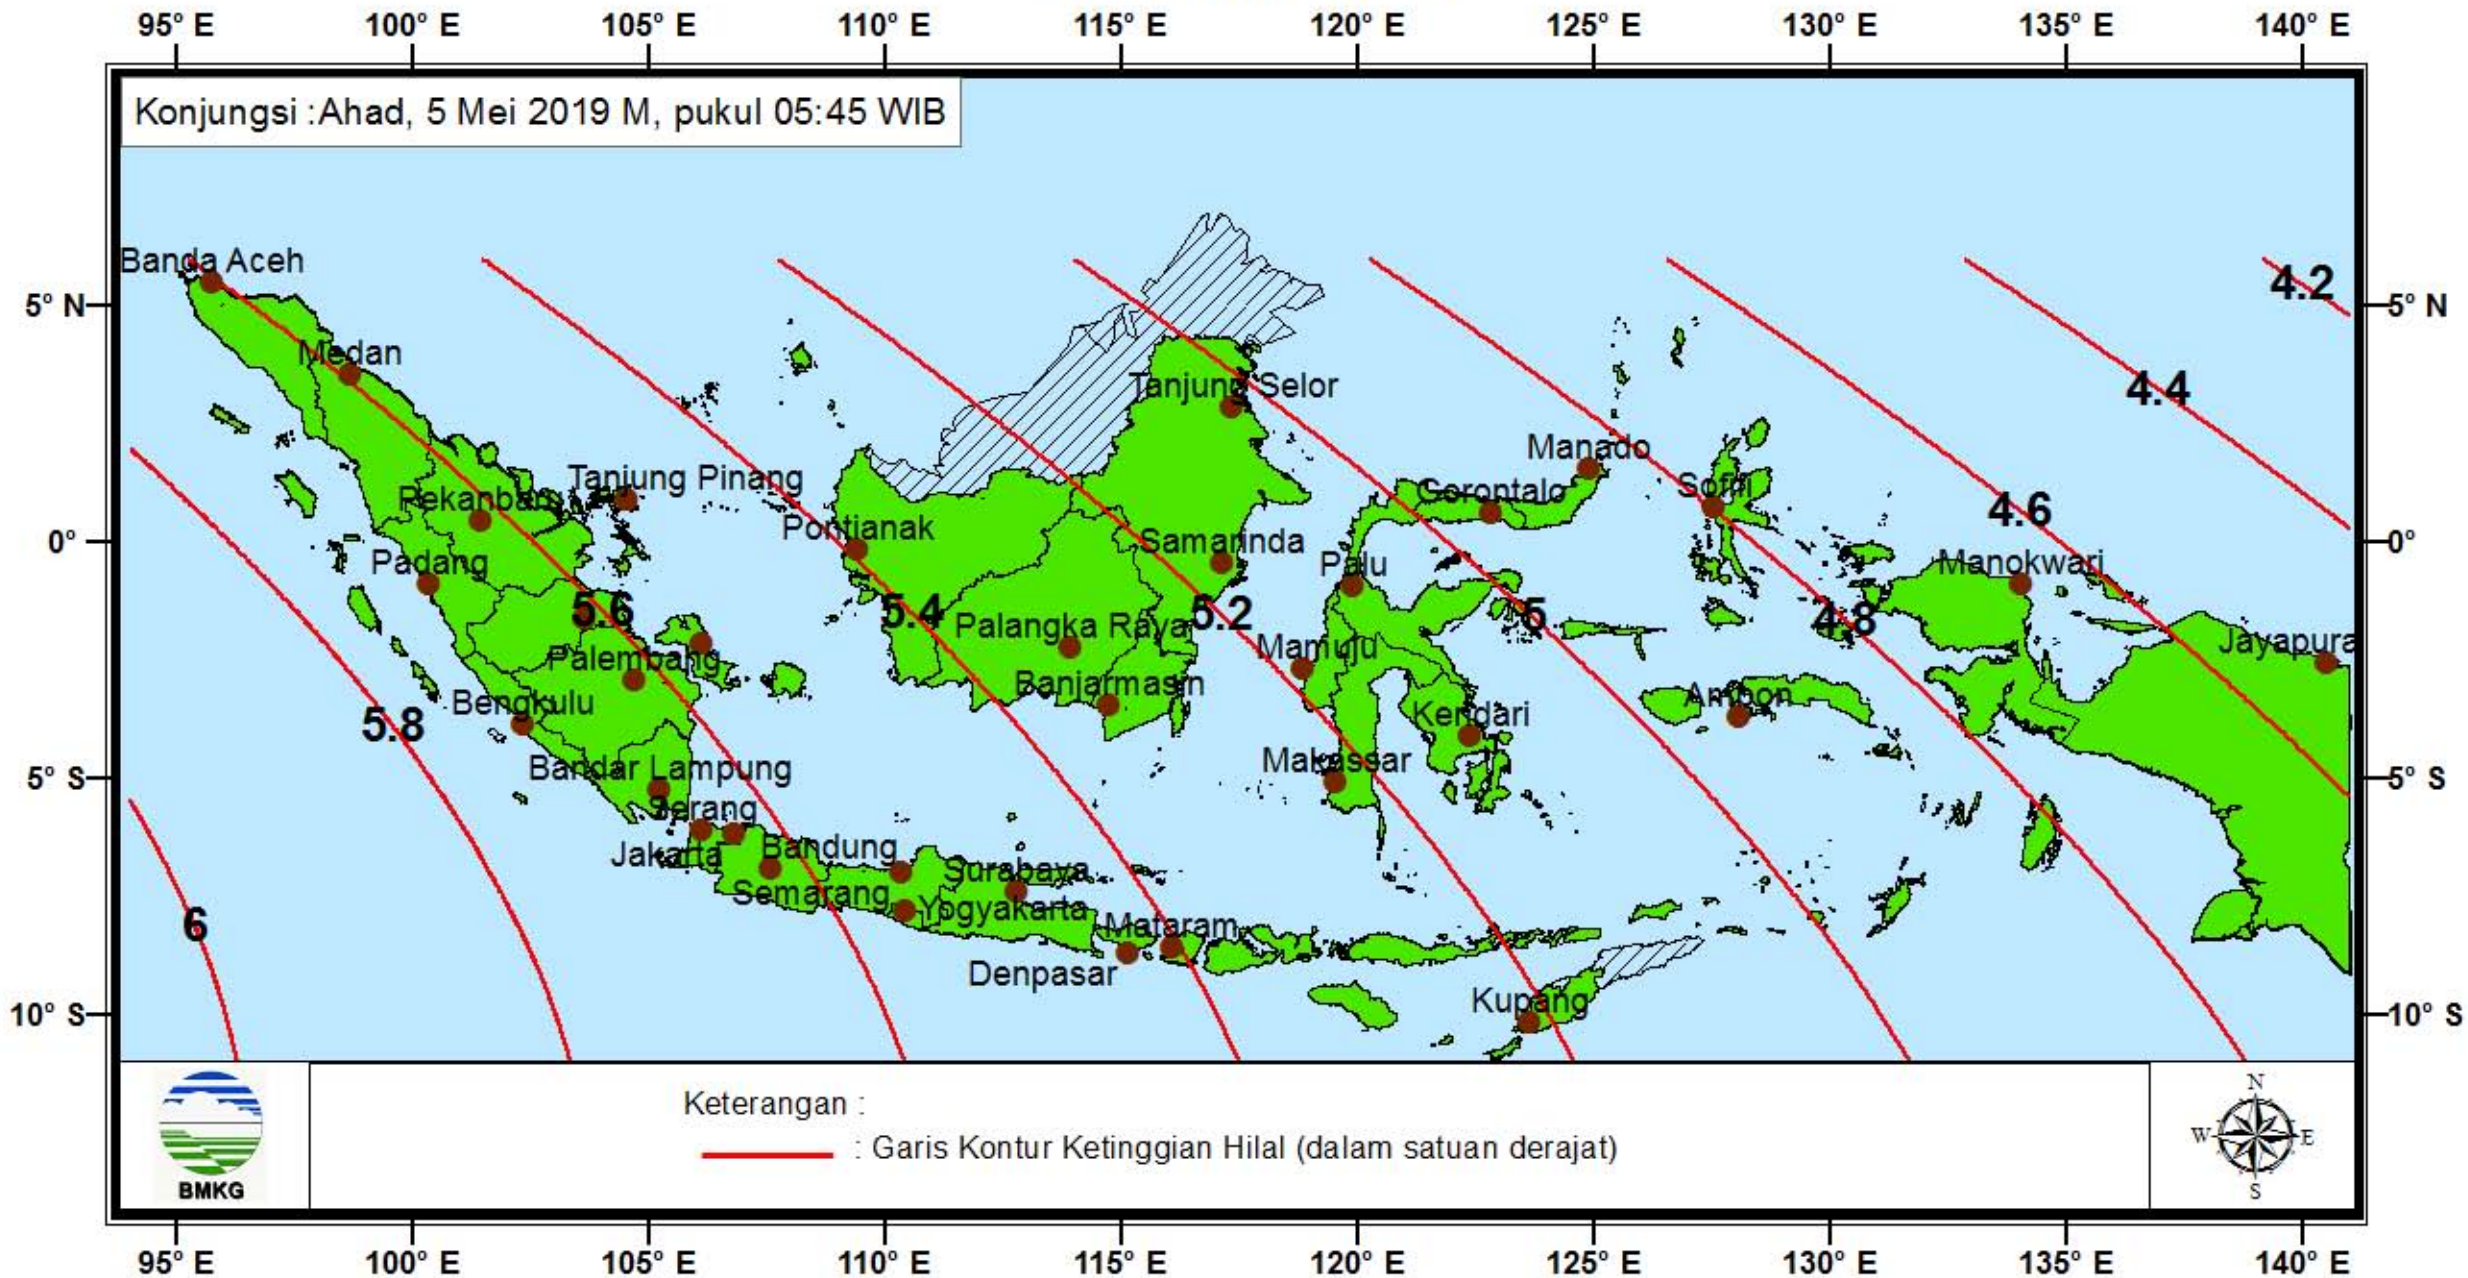 95° E 100° E 105° E 110° E 115° E 120° E 125° E 130° E 135° E 140° E
Konjungsi :Ahad, 5 Mei 2019 M, pukul 05:45 WIB
Banda Aceh
4.2
5° N 5° N
Medan
Tanjung Selor
4.4
Manado
Tanjung Pinang
Pekanbaru
Gorontalo
Sofifi
4.6
Pontianak
0° Samarinda 0°
Padang
Palu
Manokwari
5.6 5.4 5.2 5 4.8
Palangka Raya
Jayapura
Palembang
Mamuju
Banjarmasin
Ambon
Bengkulu
Kendari
5.8
Makassar
Bandar Lampung
5° S 5° S
Serang
Jakarta
Bandung
Surabaya
Semarang
Yogyakarta
6
Mataram
Denpasar
Kupang
10° S 10° S
BMKG
Keterangan :
: Garis Kontur Ketinggian Hilal (dalam satuan derajat)
N
W E
S
95° E 100° E 105° E 110° E 115° E 120° E 125° E 130° E 135° E 140° E